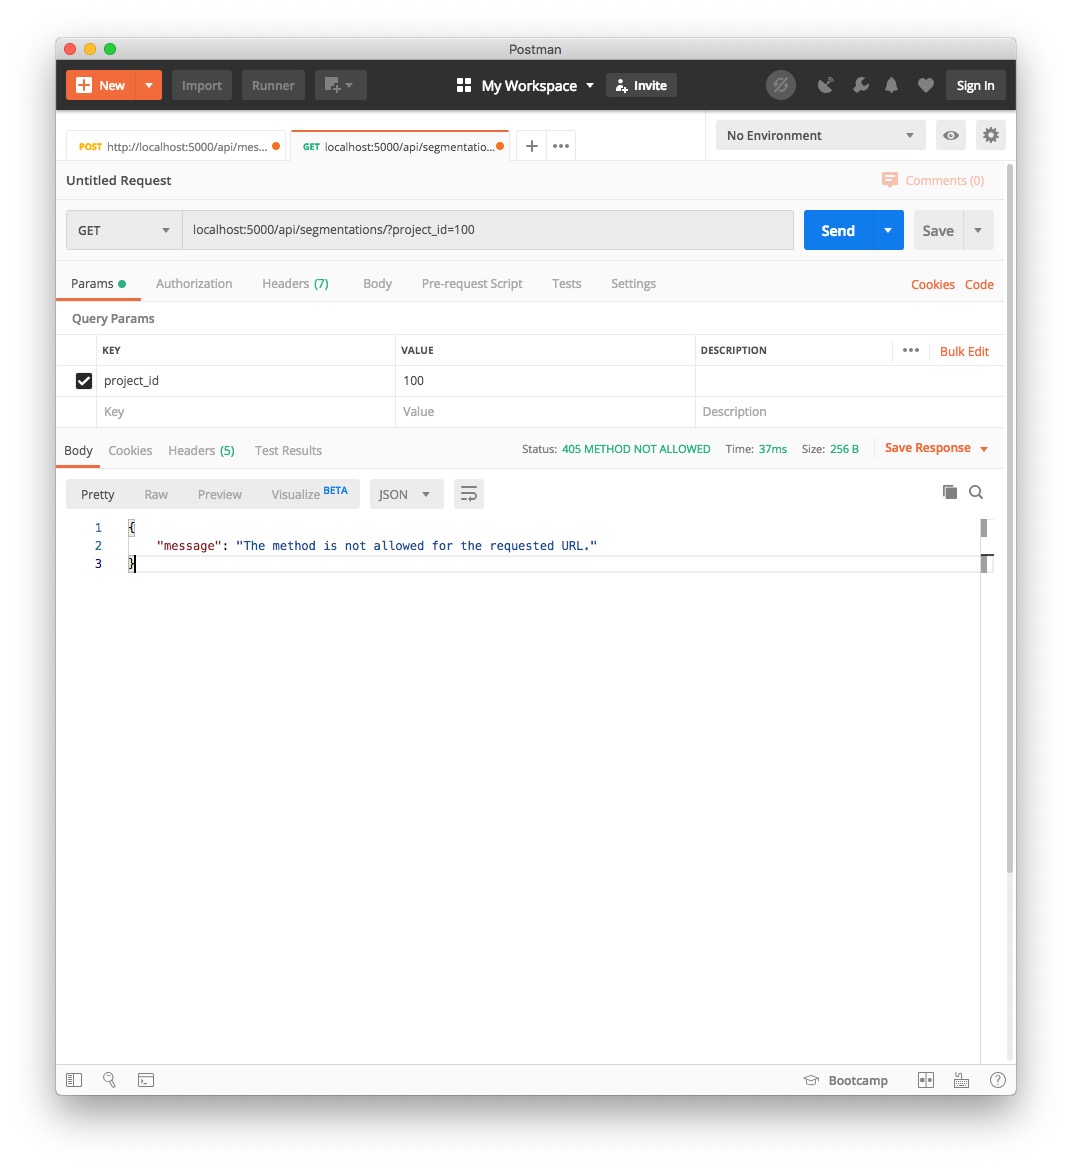 Postman
New
Import
Runner
My Workspace
Invite
Sign In
POST http://localhost:5000/api/mes...
GET localhost:5000/api/segmentatio...
No Environment
Untitled Request
Comments (0)
GET
localhost:5000/api/segmentations/?project_id=100
Send
Save
Params
Authorization
Headers (7)
Body
Pre-request Script
Tests
Settings
Cookies
Code
Query Params
KEY
VALUE
DESCRIPTION
Bulk Edit
project_id
100
Key
Value
Description
Body
Cookies
Headers (5)
Test Results
Status: 405 METHOD NOT ALLOWED
Time: 37ms
Size: 256 B
Save Response
Pretty
Raw
Preview
Visualize BETA
JSON
1 {
2 "message": "The method is not allowed for the requested URL."
3 }
Bootcamp